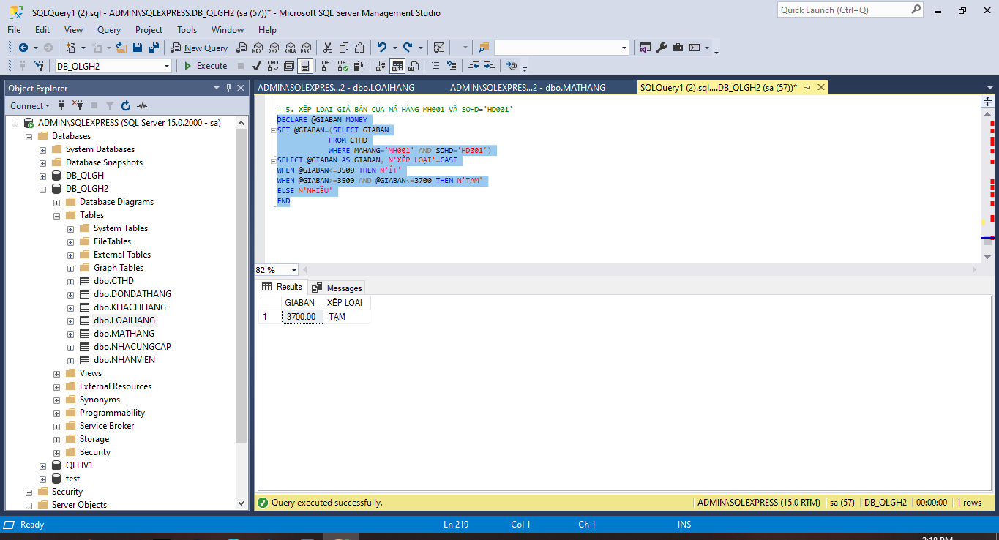 SQLQuery1 (2).sql - ADMIN\SQLEXPRESS.DB_QLGH2 (sa (57))* - Microsoft SQL Server Management Studio
Quick Launch (Ctrl+Q)
File Edit View Query Project Tools Window Help
New Query
MDX DMX XMLA DAX
DB_QLGH2
Execute
Object Explorer
Connect
ADMIN\SQLEXPRESS (SQL Server 15.0.2000 - sa)
Databases
System Databases
Database Snapshots
DB_QLGH
DB_QLGH2
Database Diagrams
Tables
System Tables
FileTables
External Tables
Graph Tables
dbo.CTHD
dbo.DONDATHANG
dbo.KHACHHANG
dbo.LOAIHANG
dbo.MATHANG
dbo.NHACUNGCAP
dbo.NHANVIEN
Views
External Resources
Synonyms
Programmability
Service Broker
Storage
Security
QLHV1
test
Security
Server Objects
ADMIN\SQLEXPRES...2 - dbo.LOAIHANG
ADMIN\SQLEXPRES...2 - dbo.MATHANG
SQLQuery1 (2).sql....DB_QLGH2 (sa (57))*
--5. XẾP LOẠI GIÁ BÁN CỦA MÃ HÀNG MH001 VÀ SOHD='HD001'
DECLARE @GIABAN MONEY
SET @GIABAN=(SELECT GIABAN
FROM CTHD
WHERE MAHANG='MH001' AND SOHD='HD001')
SELECT @GIABAN AS GIABAN, N'XẾP LOẠI'=CASE
WHEN @GIABAN<=3500 THEN N'ÍT'
WHEN @GIABAN>=3500 AND @GIABAN<=3700 THEN N'TẠM'
ELSE N'NHIỀU'
END
82 %
Results Messages
GIABAN XẾP LOẠI
1 3700.00 TẠM
Query executed successfully.
ADMIN\SQLEXPRESS (15.0 RTM) sa (57) DB_QLGH2 00:00:00 1 rows
Ready
Ln 219 Col 1 Ch 1 INS